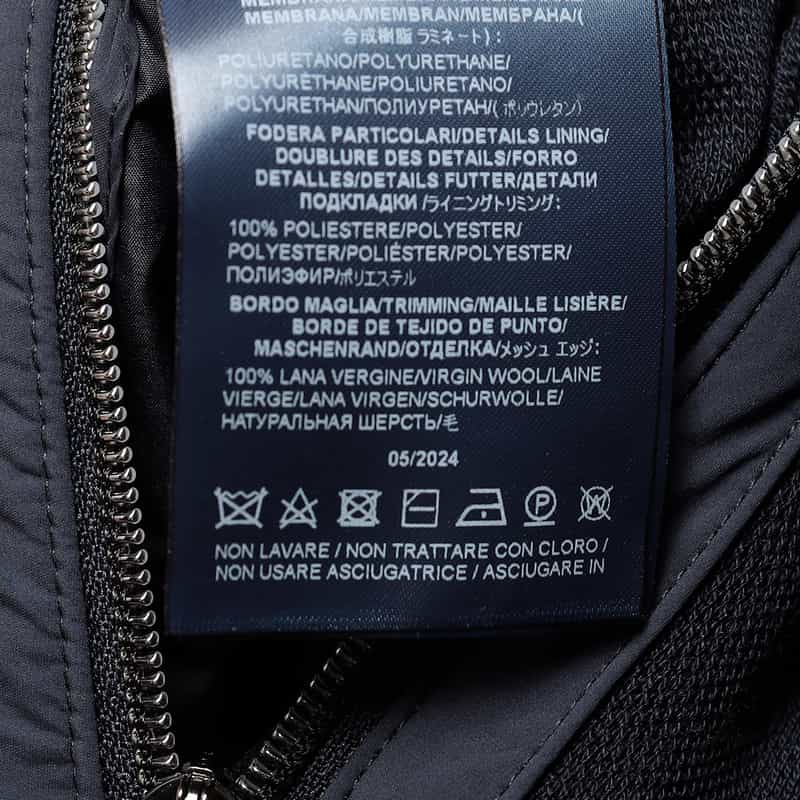 MEMBRANA/MEMBRAN/МЕМБРАНА/(
合成樹脂 ラミネート):
POLIURETANO/POLYURETHANE/
POLYURÉTHANE/POLIURETANO/
POLYURETHAN/ПОЛИУРЕТАН/(ポリウレタン)
FODERA PARTICOLARI/DETAILS LINING/
DOUBLURE DES DETAILS/FORRO
DETALLES/DETAILS FUTTER/ДЕТАЛИ
ПОДКЛАДКИ /ライニングトリミング:
100% POLIESTERE/POLYESTER/
POLYESTER/POLIÉSTER/POLYESTER/
ПОЛИЭФИР/ポリエステル
BORDO MAGLIA/TRIMMING/MAILLE LISIÈRE/
BORDE DE TEJIDO DE PUNTO/
MASCHENRAND/ОТДЕЛКА/メッシュ エッジ:
100% LANA VERGINE/VIRGIN WOOL/LAINE
VIERGE/LANA VIRGEN/SCHURWOLLE/
НАТУРАЛЬНАЯ ШЕРСТЬ/毛
05/2024
P W
NON LAVARE / NON TRATTARE CON CLORO /
NON USARE ASCIUGATRICE / ASCIUGARE IN